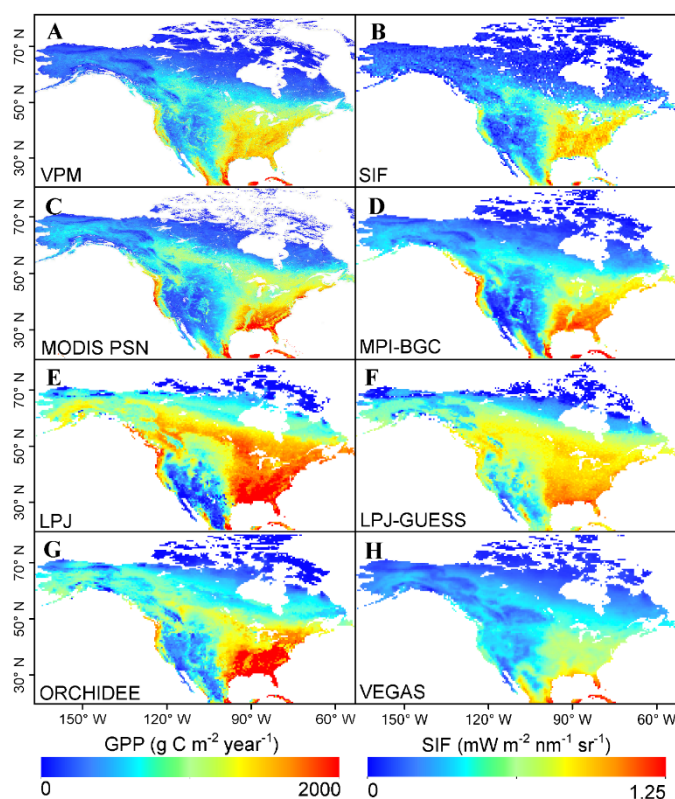 A
B
70° N
50° N
30° N
VPM
SIF
C
D
70° N
50° N
30° N
MODIS PSN
MPI-BGC
E
F
70° N
50° N
30° N
LPJ
LPJ-GUESS
G
H
70° N
50° N
30° N
ORCHIDEE
VEGAS
150° W 120° W 90° W 60° W 150° W 120° W 90° W 60° W
GPP (g C m⁻² year⁻¹) SIF (mW m⁻² nm⁻¹ sr⁻¹)
0 2000 0 1.25